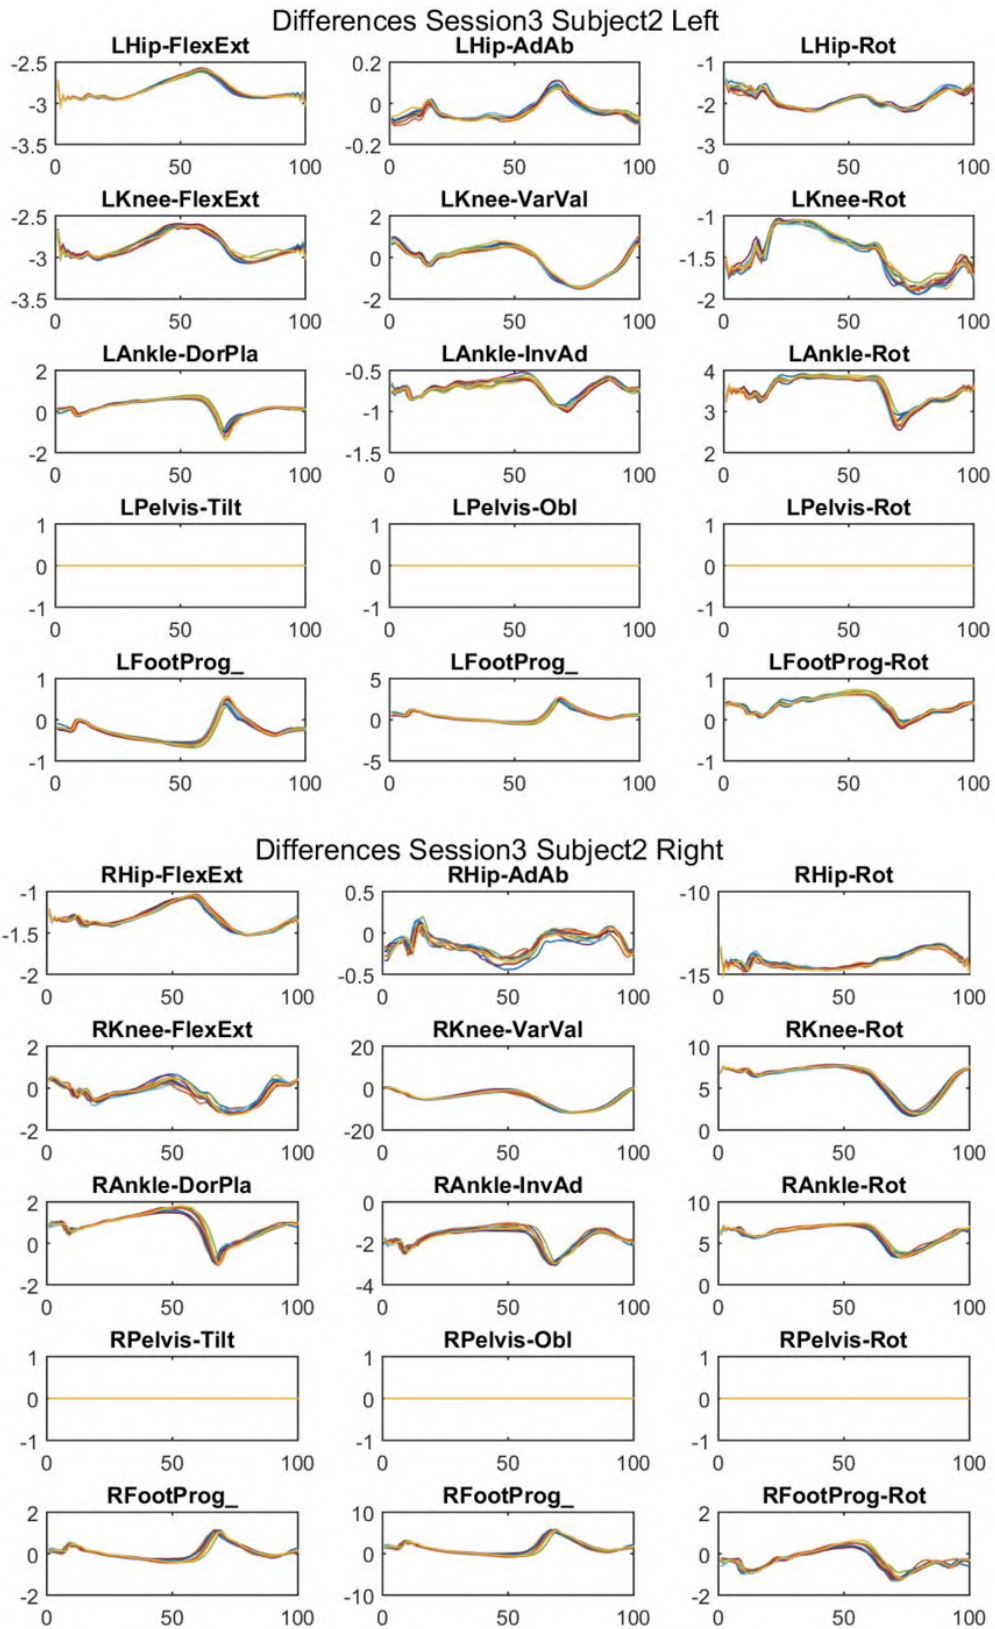 Differences Session3 Subject2 Left
LHip-FlexExt LHip-AdAb LHip-Rot
-2.5 0.2 -1
-3 0 -2
-3.5 -0.2 -3
0 50 100 0 50 100 0 50 100
LKnee-FlexExt LKnee-VarVal LKnee-Rot
-2.5 2 -1
-3 0 -1.5
-3.5 -2 -2
0 50 100 0 50 100 0 50 100
LAnkle-DorPla LAnkle-InvAd LAnkle-Rot
2 -0.5 4
0 -1 3
-2 -1.5 2
0 50 100 0 50 100 0 50 100
LPelvis-Tilt LPelvis-Obl LPelvis-Rot
1 1 1
0 0 0
-1 -1 -1
0 50 100 0 50 100 0 50 100
LFootProg_ LFootProg_ LFootProg-Rot
1 5 1
0 0 0
-1 -5 -1
0 50 100 0 50 100 0 50 100
Differences Session3 Subject2 Right
RHip-FlexExt RHip-AdAb RHip-Rot
-1 0.5 -10
-1.5 0
-2 -0.5 -15
0 50 100 0 50 100 0 50 100
RKnee-FlexExt RKnee-VarVal RKnee-Rot
2 20 10
0 0 5
-2 -20 0
0 50 100 0 50 100 0 50 100
RAnkle-DorPla RAnkle-InvAd RAnkle-Rot
2 0 10
0 -2 5
-2 -4 0
0 50 100 0 50 100 0 50 100
RPelvis-Tilt RPelvis-Obl RPelvis-Rot
1 1 1
0 0 0
-1 -1 -1
0 50 100 0 50 100 0 50 100
RFootProg_ RFootProg_ RFootProg-Rot
2 10 2
0 0 0
-2 -10 -2
0 50 100 0 50 100 0 50 100